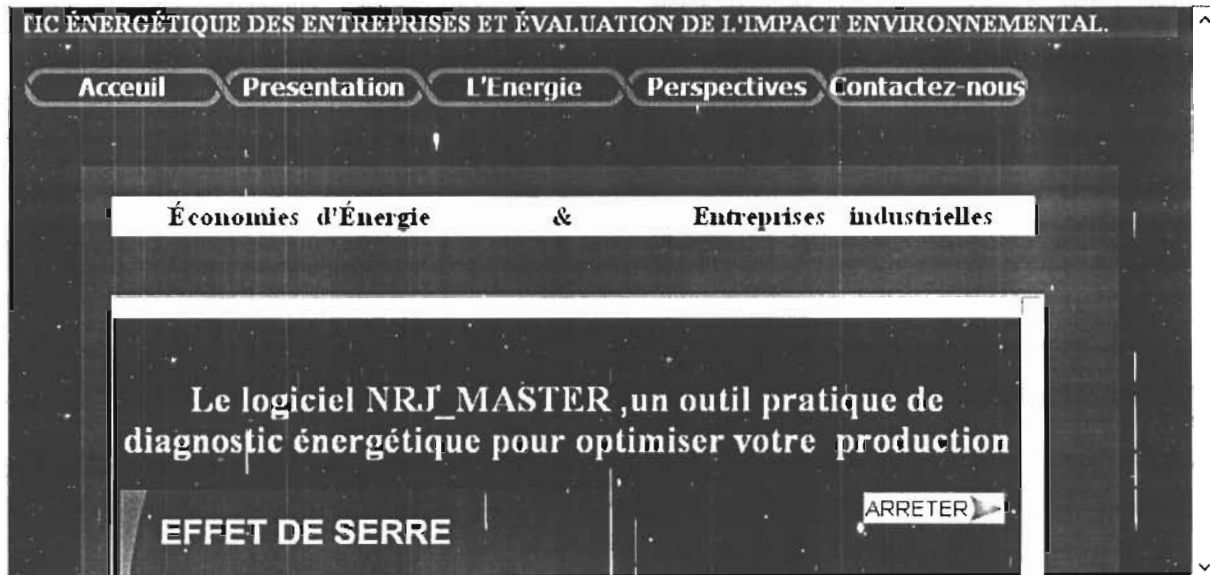 TIC ÉNERGÉTIQUE DES ENTREPRISES ET ÉVALUATION DE L'IMPACT ENVIRONNEMENTAL.
Acceuil Presentation L'Energie Perspectives Contactez-nous
Économies d'Énergie & Entreprises industrielles
Le logiciel NRJ_MASTER ,un outil pratique de
diagnostic énergétique pour optimiser votre production
ARRETER
EFFET DE SERRE